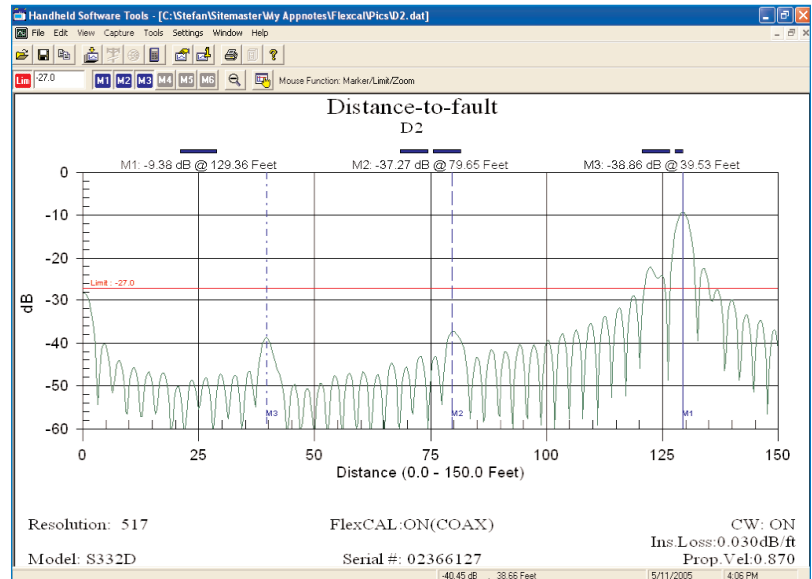 Handheld Software Tools - [C:\Stefan\Sitemaster\My Appnotes\Flexcal\Pics\D2.dat]
File Edit View Capture Tools Settings Window Help
Lim -27.0 M1 M2 M3 M4 M5 M6 Mouse Function: Marker/Limit/Zoom
Distance-to-fault
D2
M1: -9.38 dB @ 129.36 Feet M2: -37.27 dB @ 79.65 Feet M3: -38.86 dB @ 39.53 Feet
0
-10
-20
Limit : -27.0
-30
dB
-40
-50
M3 M2 M1
-60
0 25 50 75 100 125 150
Distance (0.0 - 150.0 Feet)
Resolution: 517 FlexCAL:ON(COAX) CW: ON
Ins.Loss:0.030dB/ft
Model: S332D Serial #: 02366127 Prop.Vel:0.870
-40.45 dB , 38.66 Feet 5/11/2005 4:06 PM